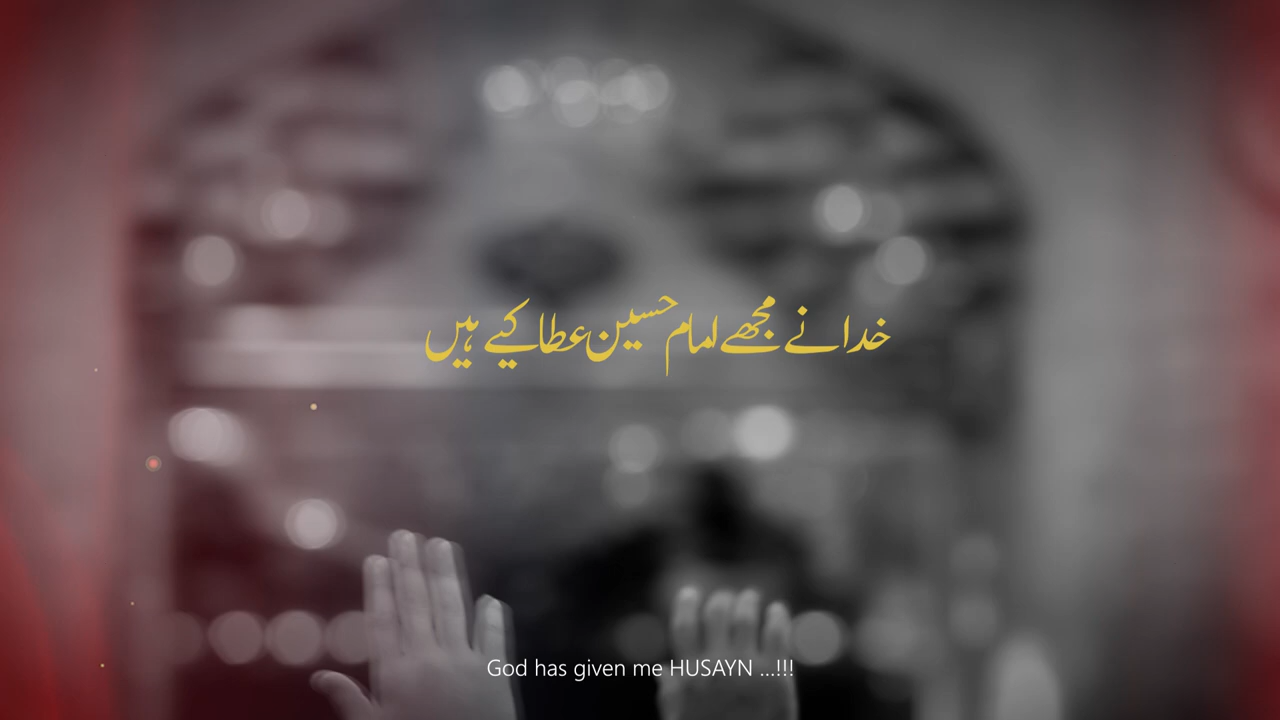 خدا نے مجھے امام حسین عطا کیے ہیں
God has given me HUSAYN ...!!!